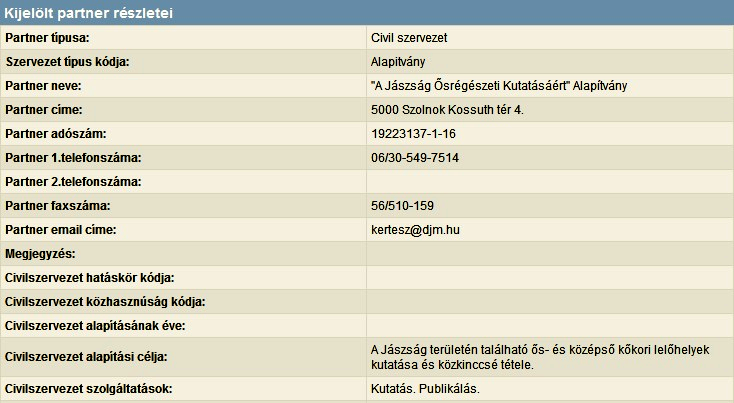 Kijelölt partner részletei
Partner típusa: Civil szervezet
Szervezet típus kódja: Alapitvány
Partner neve: "A Jászság Ősrégészeti Kutatásáért" Alapítvány
Partner címe: 5000 Szolnok Kossuth tér 4.
Partner adószám: 19223137-1-16
Partner 1.telefonszáma: 06/30-549-7514
Partner 2.telefonszáma:
Partner faxszáma: 56/510-159
Partner email címe: kertesz@djm.hu
Megjegyzés:
Civilszervezet hatáskör kódja:
Civilszervezet közhasznúság kódja:
Civilszervezet alapításának éve:
Civilszervezet alapítási célja: A Jászság területén található ős- és középső kőkori lelőhelyek
kutatása és közkinccsé tétele.
Civilszervezet szolgáltatások: Kutatás. Publikálás.